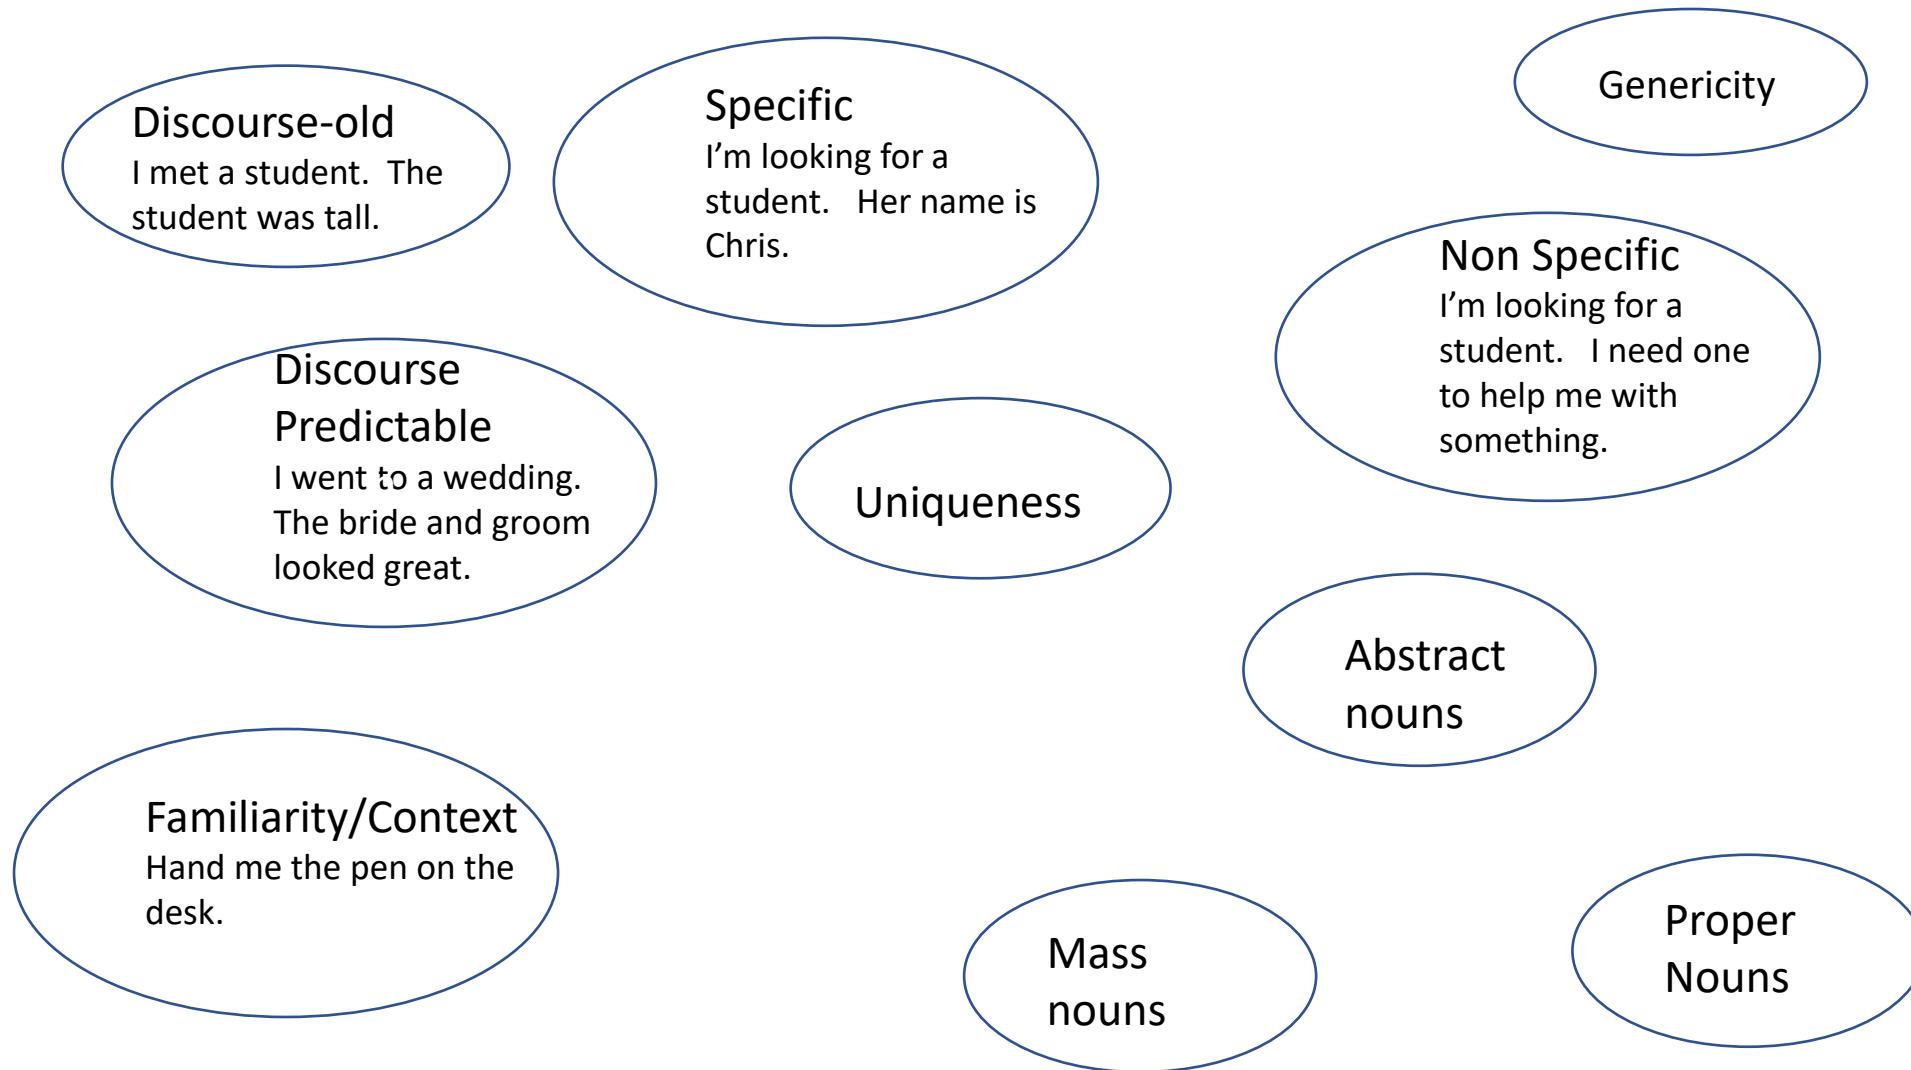 Discourse-old
I met a student.  The
student was tall.
Specific
I’m looking for a
student.   Her name is
Chris.
Genericity
Non Specific
I’m looking for a
student.   I need one
to help me with
something.
Discourse
Predictable
I went to a wedding.
The bride and groom
looked great.
Uniqueness
Abstract
nouns
Familiarity/Context
Hand me the pen on the
desk.
Mass
nouns
Proper
Nouns